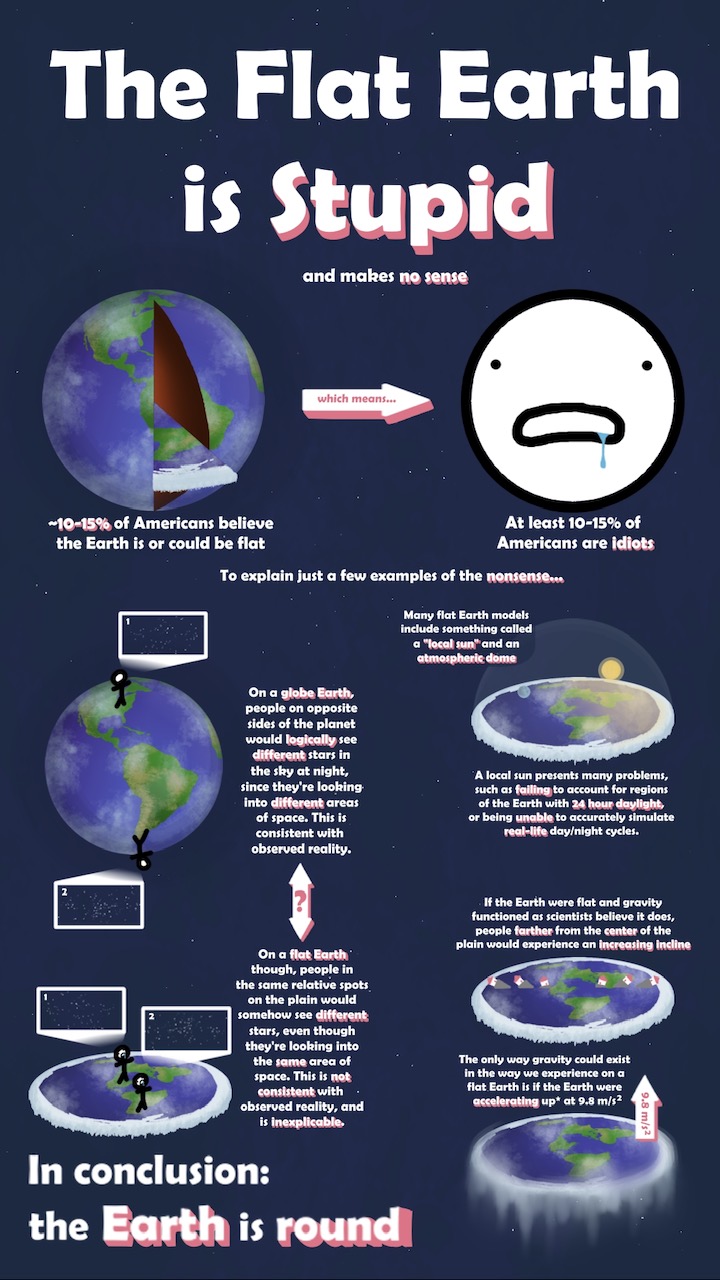 The Flat Earth
is Stupid
and makes no sense
which means...
~10-15% of Americans believe
the Earth is or could be flat
At least 10-15% of
Americans are idiots
To explain just a few examples of the nonsense...
1
2
On a globe Earth,
people on opposite
sides of the planet
would logically see
different stars in
the sky at night,
since they're looking
into different areas
of space. This is
consistent with
observed reality.
?
1
2
On a flat Earth
though, people in
the same relative spots
on the plain would
somehow see different
stars, even though
they're looking into
the same area of
space. This is not
consistent with
observed reality, and
is inexplicable.
Many flat Earth models
include something called
a "local sun" and an
atmospheric dome
A local sun presents many problems,
such as failing to account for regions
of the Earth with 24 hour daylight,
or being unable to accurately simulate
real-life day/night cycles.
If the Earth were flat and gravity
functioned as scientists believe it does,
people farther from the center of the
plain would experience an increasing incline
The only way gravity could exist
in the way we experience on a
flat Earth is if the Earth were
accelerating up* at 9.8 m/s²
9.8 m/s²
In conclusion:
the Earth is round